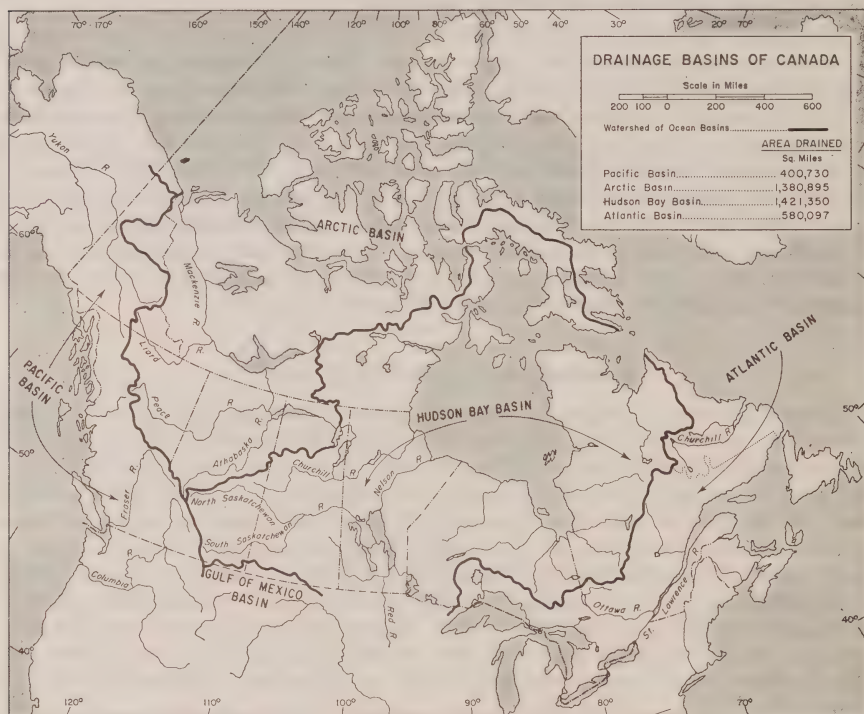 70°
170°
160°
150°
140°
130°
120°
110°
100°
90°
80°
70°
60°
50°
40°
30°
20°
10°
DRAINAGE BASINS OF CANADA
Scale in Miles
200 100 0 200 400 600
Watershed of Ocean Basins
AREA DRAINED
Sq. Miles
Pacific Basin 400,730
Arctic Basin 1,380,895
Hudson Bay Basin 1,421,350
Atlantic Basin 580,097
Yukon R.
60°
ARCTIC BASIN
Mackenzie R.
Liard R.
PACIFIC
BASIN
ATLANTIC BASIN
Peace R.
HUDSON BAY BASIN
50°
Athabaska R.
Churchill R.
50°
Churchill R.
Nelson R.
Fraser R.
North Saskatchewan
South Saskatchewan R.
Columbia R.
GULF OF MEXICO
BASIN
Red R.
Ottawa R.
St. Lawrence R.
40°
40°
120°
110°
100°
90°
80°
70°